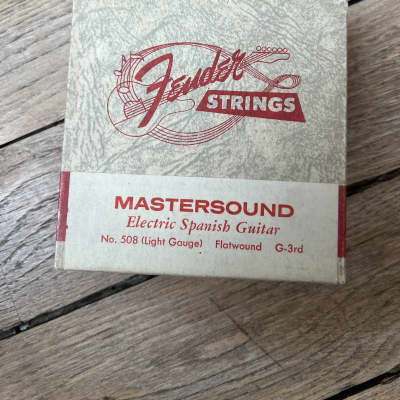 Fender
STRINGS
MASTERSOUND
Electric Spanish Guitar
No. 508 (Light Gauge) Flatwound G-3rd